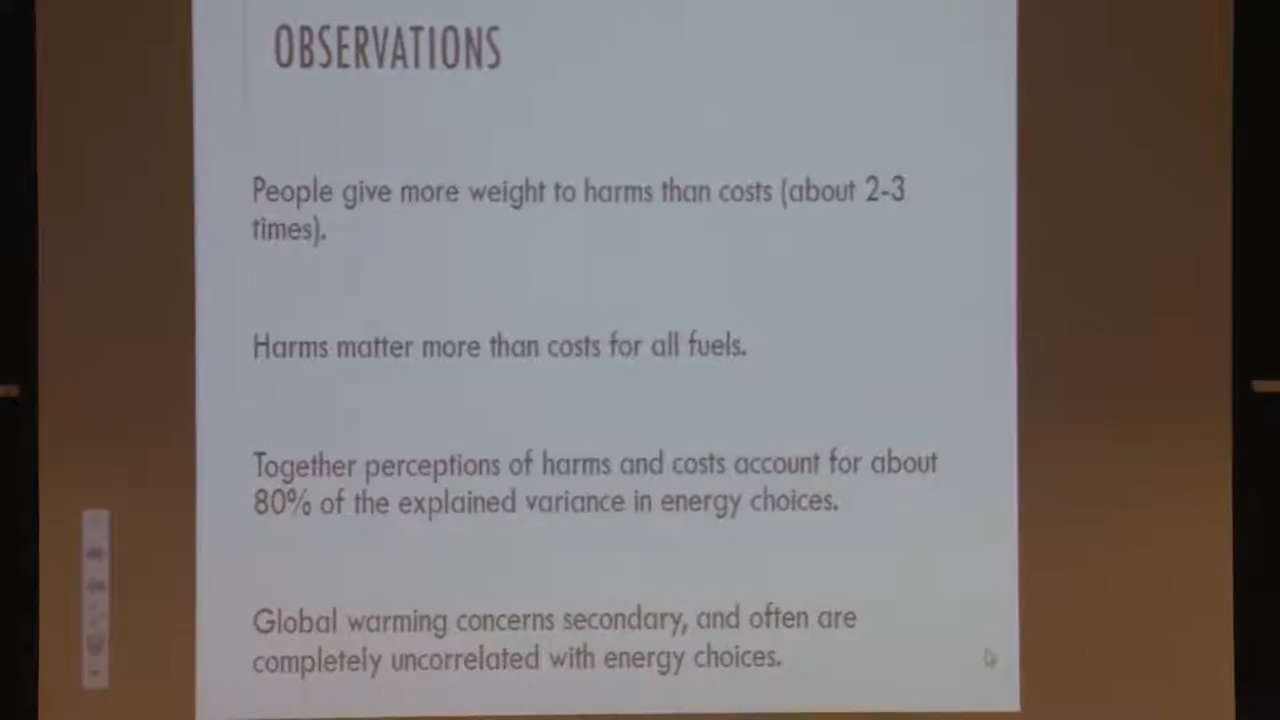 OBSERVATIONS
People give more weight to harms than costs (about 2-3
times).
Harms matter more than costs for all fuels.
Together perceptions of harms and costs account for about
80% of the explained variance in energy choices.
Global warming concerns secondary, and often are
completely uncorrelated with energy choices.